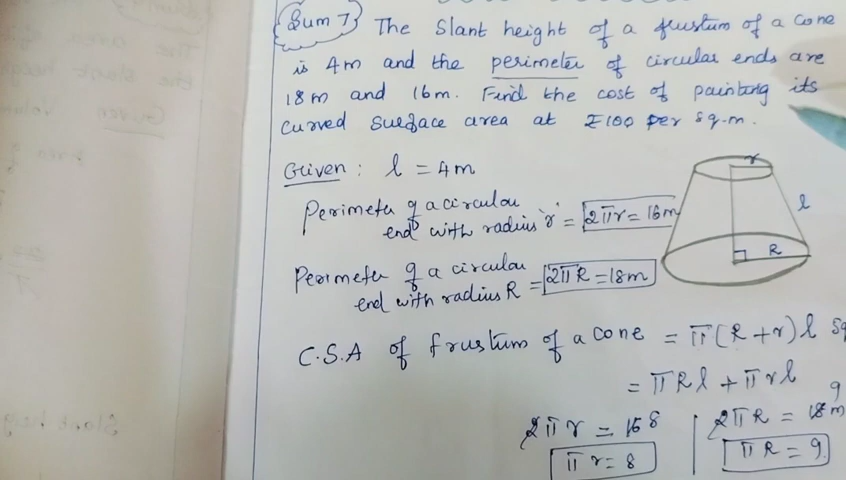 Sum 7) The Slant height of a frustum of a cone
is 4m and the perimeter of circular ends are
18m and 16m. Find the cost of painting its
curved surface area at ₹100 per sq.m.
Given: l = 4m
Perimeter of a circular
end with radius 'r' = 2πr = 16m
Perimeter of a circular
end with radius R = 2πR = 18m
r
l
R
C.S.A of frustum of a cone = π(R+r)l sq
= πRl + πrl
2πr = 16 8
πr = 8
2πR = 18m 9
πR = 9.